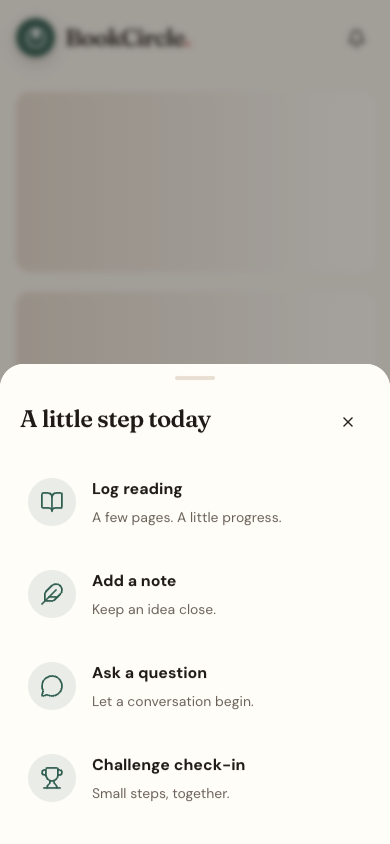 BookCircle.
A little step today
Log reading
A few pages. A little progress.
Add a note
Keep an idea close.
Ask a question
Let a conversation begin.
Challenge check-in
Small steps, together.